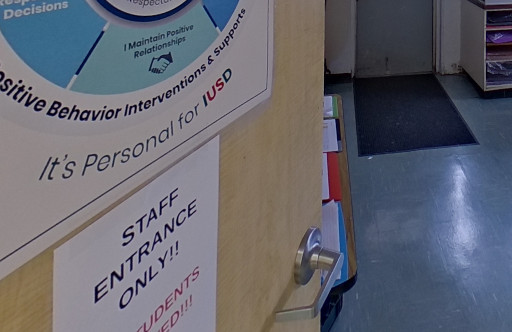 Decisions
I Maintain Positive
Relationships
Positive Behavior Interventions & Supports
It's Personal for IUSD
STAFF
ENTRANCE
ONLY!!